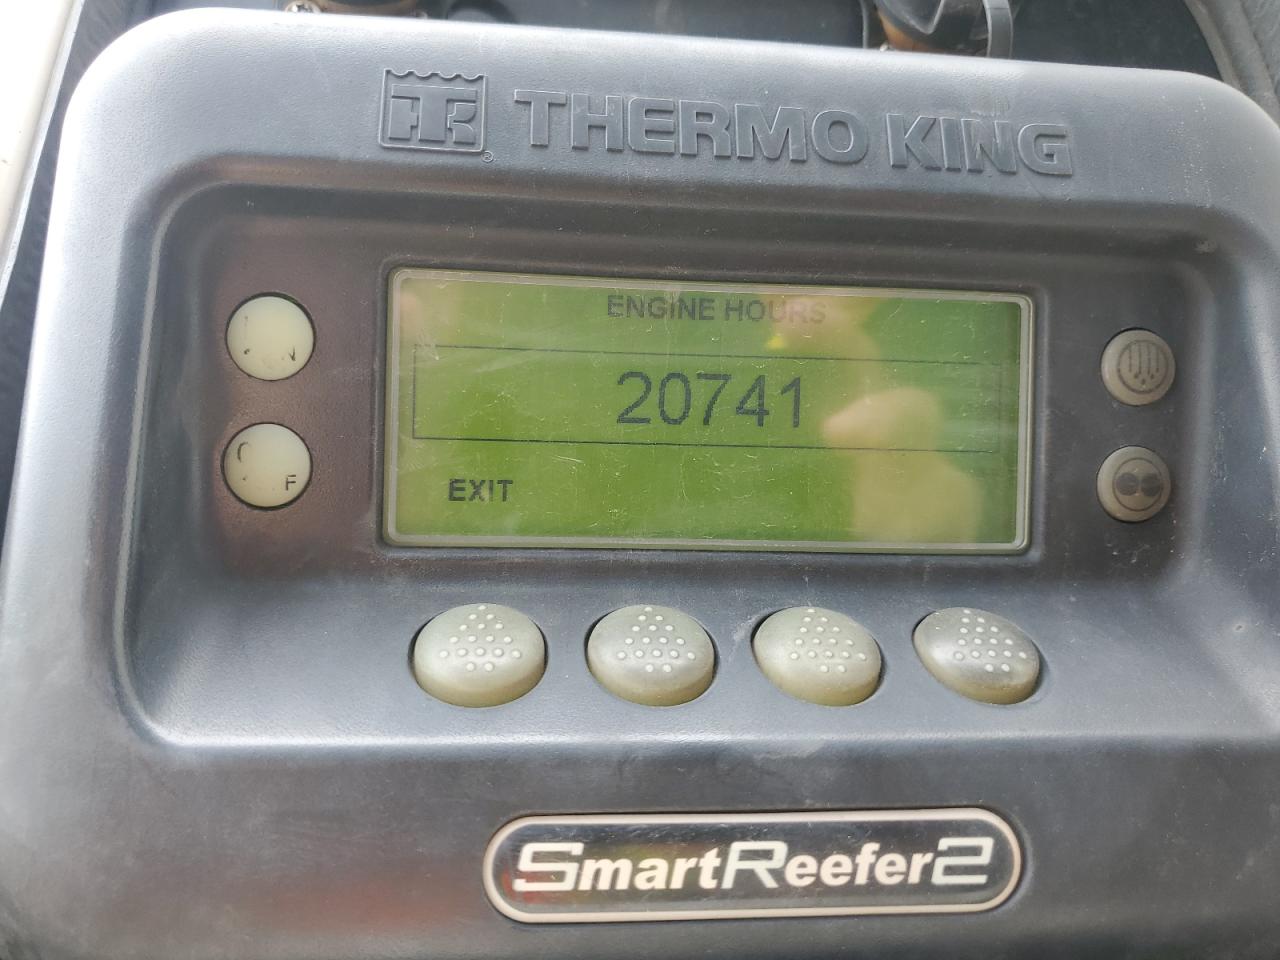 THERMO KING
ENGINE HOURS
20741
EXIT
F
SmartReefer2